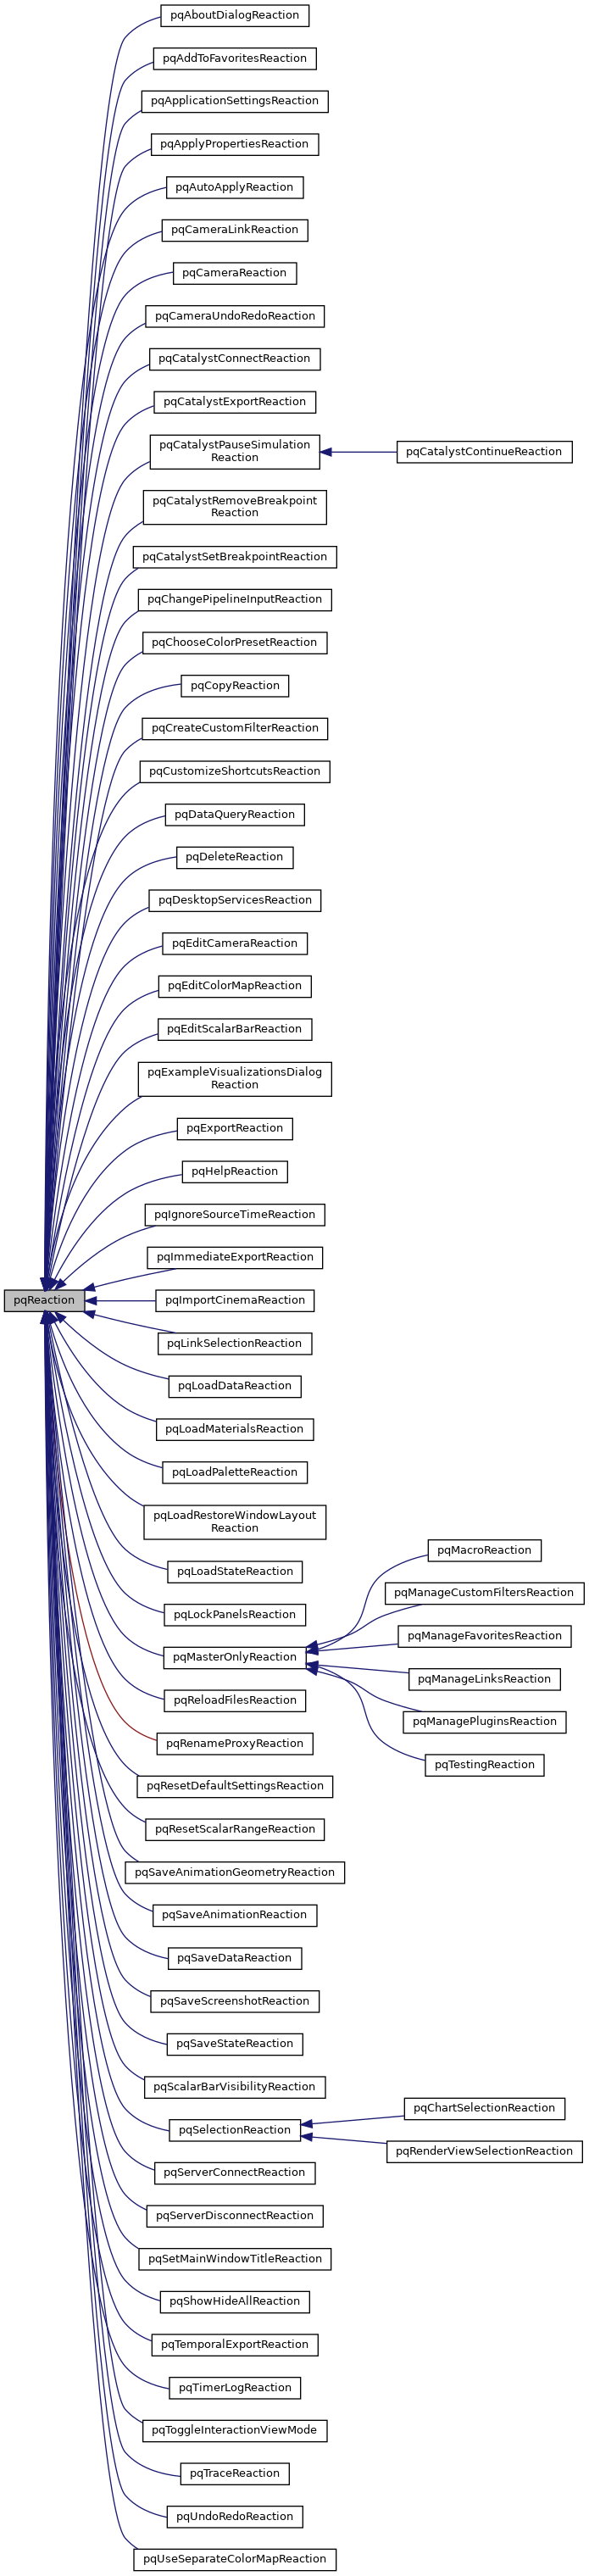 pqAboutDialogReaction
pqAddToFavoritesReaction
pqApplicationSettingsReaction
pqApplyPropertiesReaction
pqAutoApplyReaction
pqCameraLinkReaction
pqCameraReaction
pqCameraUndoRedoReaction
pqCatalystConnectReaction
pqCatalystExportReaction
pqCatalystPauseSimulation
Reaction
pqCatalystContinueReaction
pqCatalystRemoveBreakpoint
Reaction
pqCatalystSetBreakpointReaction
pqChangePipelineInputReaction
pqChooseColorPresetReaction
pqCopyReaction
pqCreateCustomFilterReaction
pqCustomizeShortcutsReaction
pqDataQueryReaction
pqDeleteReaction
pqDesktopServicesReaction
pqEditCameraReaction
pqEditColorMapReaction
pqEditScalarBarReaction
pqExampleVisualizationsDialog
Reaction
pqExportReaction
pqHelpReaction
pqIgnoreSourceTimeReaction
pqImmediateExportReaction
pqReaction
pqImportCinemaReaction
pqLinkSelectionReaction
pqLoadDataReaction
pqLoadMaterialsReaction
pqLoadPaletteReaction
pqLoadRestoreWindowLayout
Reaction
pqLoadStateReaction
pqLockPanelsReaction
pqMasterOnlyReaction
pqMacroReaction
pqManageCustomFiltersReaction
pqManageFavoritesReaction
pqManageLinksReaction
pqManagePluginsReaction
pqTestingReaction
pqReloadFilesReaction
pqRenameProxyReaction
pqResetDefaultSettingsReaction
pqResetScalarRangeReaction
pqSaveAnimationGeometryReaction
pqSaveAnimationReaction
pqSaveDataReaction
pqSaveScreenshotReaction
pqSaveStateReaction
pqScalarBarVisibilityReaction
pqSelectionReaction
pqChartSelectionReaction
pqRenderViewSelectionReaction
pqServerConnectReaction
pqServerDisconnectReaction
pqSetMainWindowTitleReaction
pqShowHideAllReaction
pqTemporalExportReaction
pqTimerLogReaction
pqToggleInteractionViewMode
pqTraceReaction
pqUndoRedoReaction
pqUseSeparateColorMapReaction